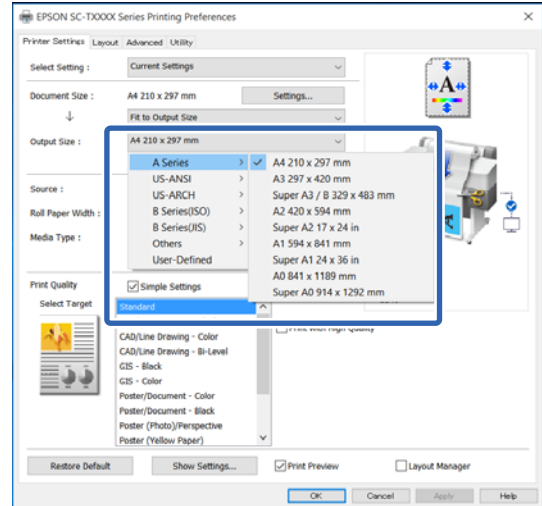 EPSON SC-TXXXX Series Printing Preferences
Printer Settings Layout Advanced Utility
Select Setting : Current Settings
Document Size : A4 210 x 297 mm Settings...
Fit to Output Size
Output Size : A4 210 x 297 mm
A Series
US-ANSI
US-ARCH
B Series(ISO)
B Series(JIS)
Others
User-Defined
A4 210 x 297 mm
A3 297 x 420 mm
Super A3 / B 329 x 483 mm
A2 420 x 594 mm
Super A2 17 x 24 in
A1 594 x 841 mm
Super A1 24 x 36 in
A0 841 x 1189 mm
Super A0 914 x 1292 mm
Source :
Roll Paper Width :
Media Type :
Print Quality Simple Settings
Select Target Standard
Print with High Quality
CAD/Line Drawing - Color
CAD/Line Drawing - Bi-Level
GIS - Black
GIS - Color
Poster/Document - Color
Poster/Document - Black
Poster (Photo)/Perspective
Poster (Yellow Paper)
Restore Default Show Settings... Print Preview Layout Manager
OK Cancel Apply Help
A